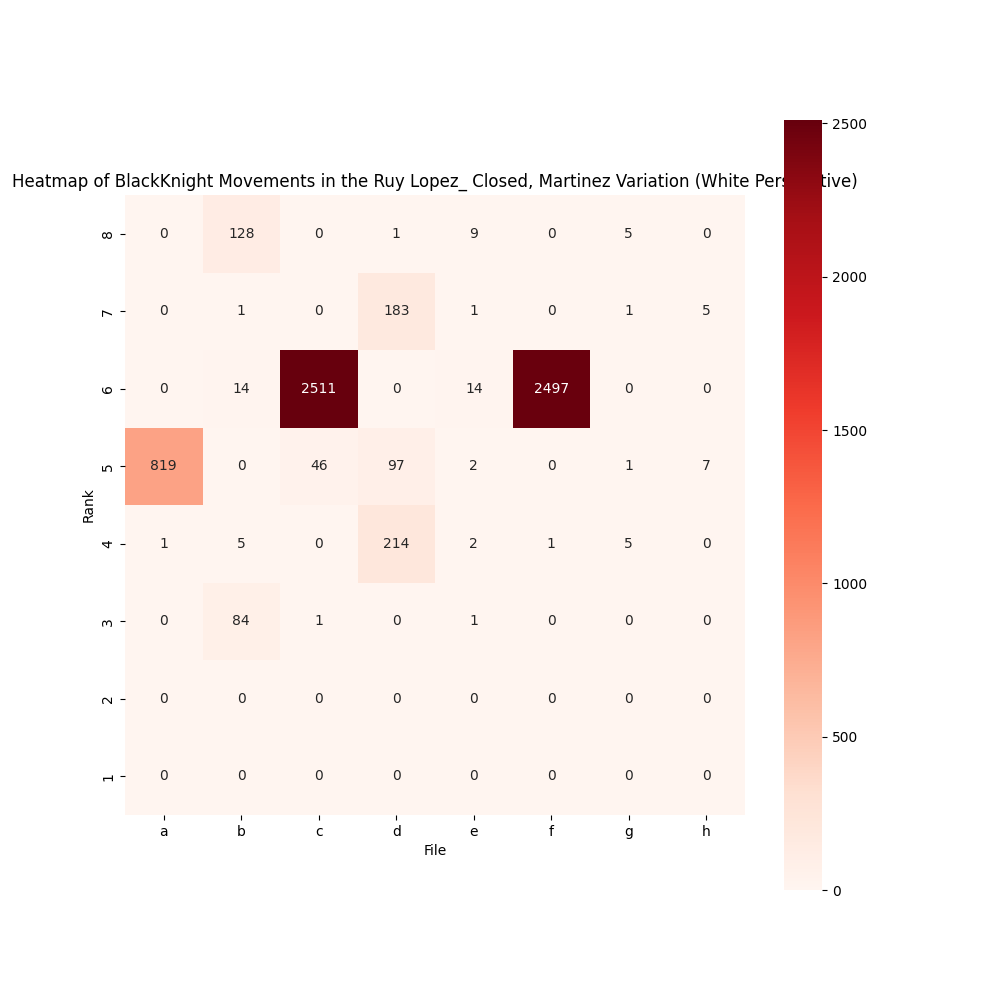 Heatmap of BlackKnight Movements in the Ruy Lopez_ Closed, Martinez Variation (White Pers tive)
8 0 128 0 1 9 0 5 0
7 0 1 0 183 1 0 1 5
6 0 14 2511 0 14 2497 0 0
5 819 0 46 97 2 0 1 7
4 1 5 0 214 2 1 5 0
3 0 84 1 0 1 0 0 0
2 0 0 0 0 0 0 0 0
1 0 0 0 0 0 0 0 0
Rank
a b c d e f g h
File
2500
2000
1500
1000
500
0